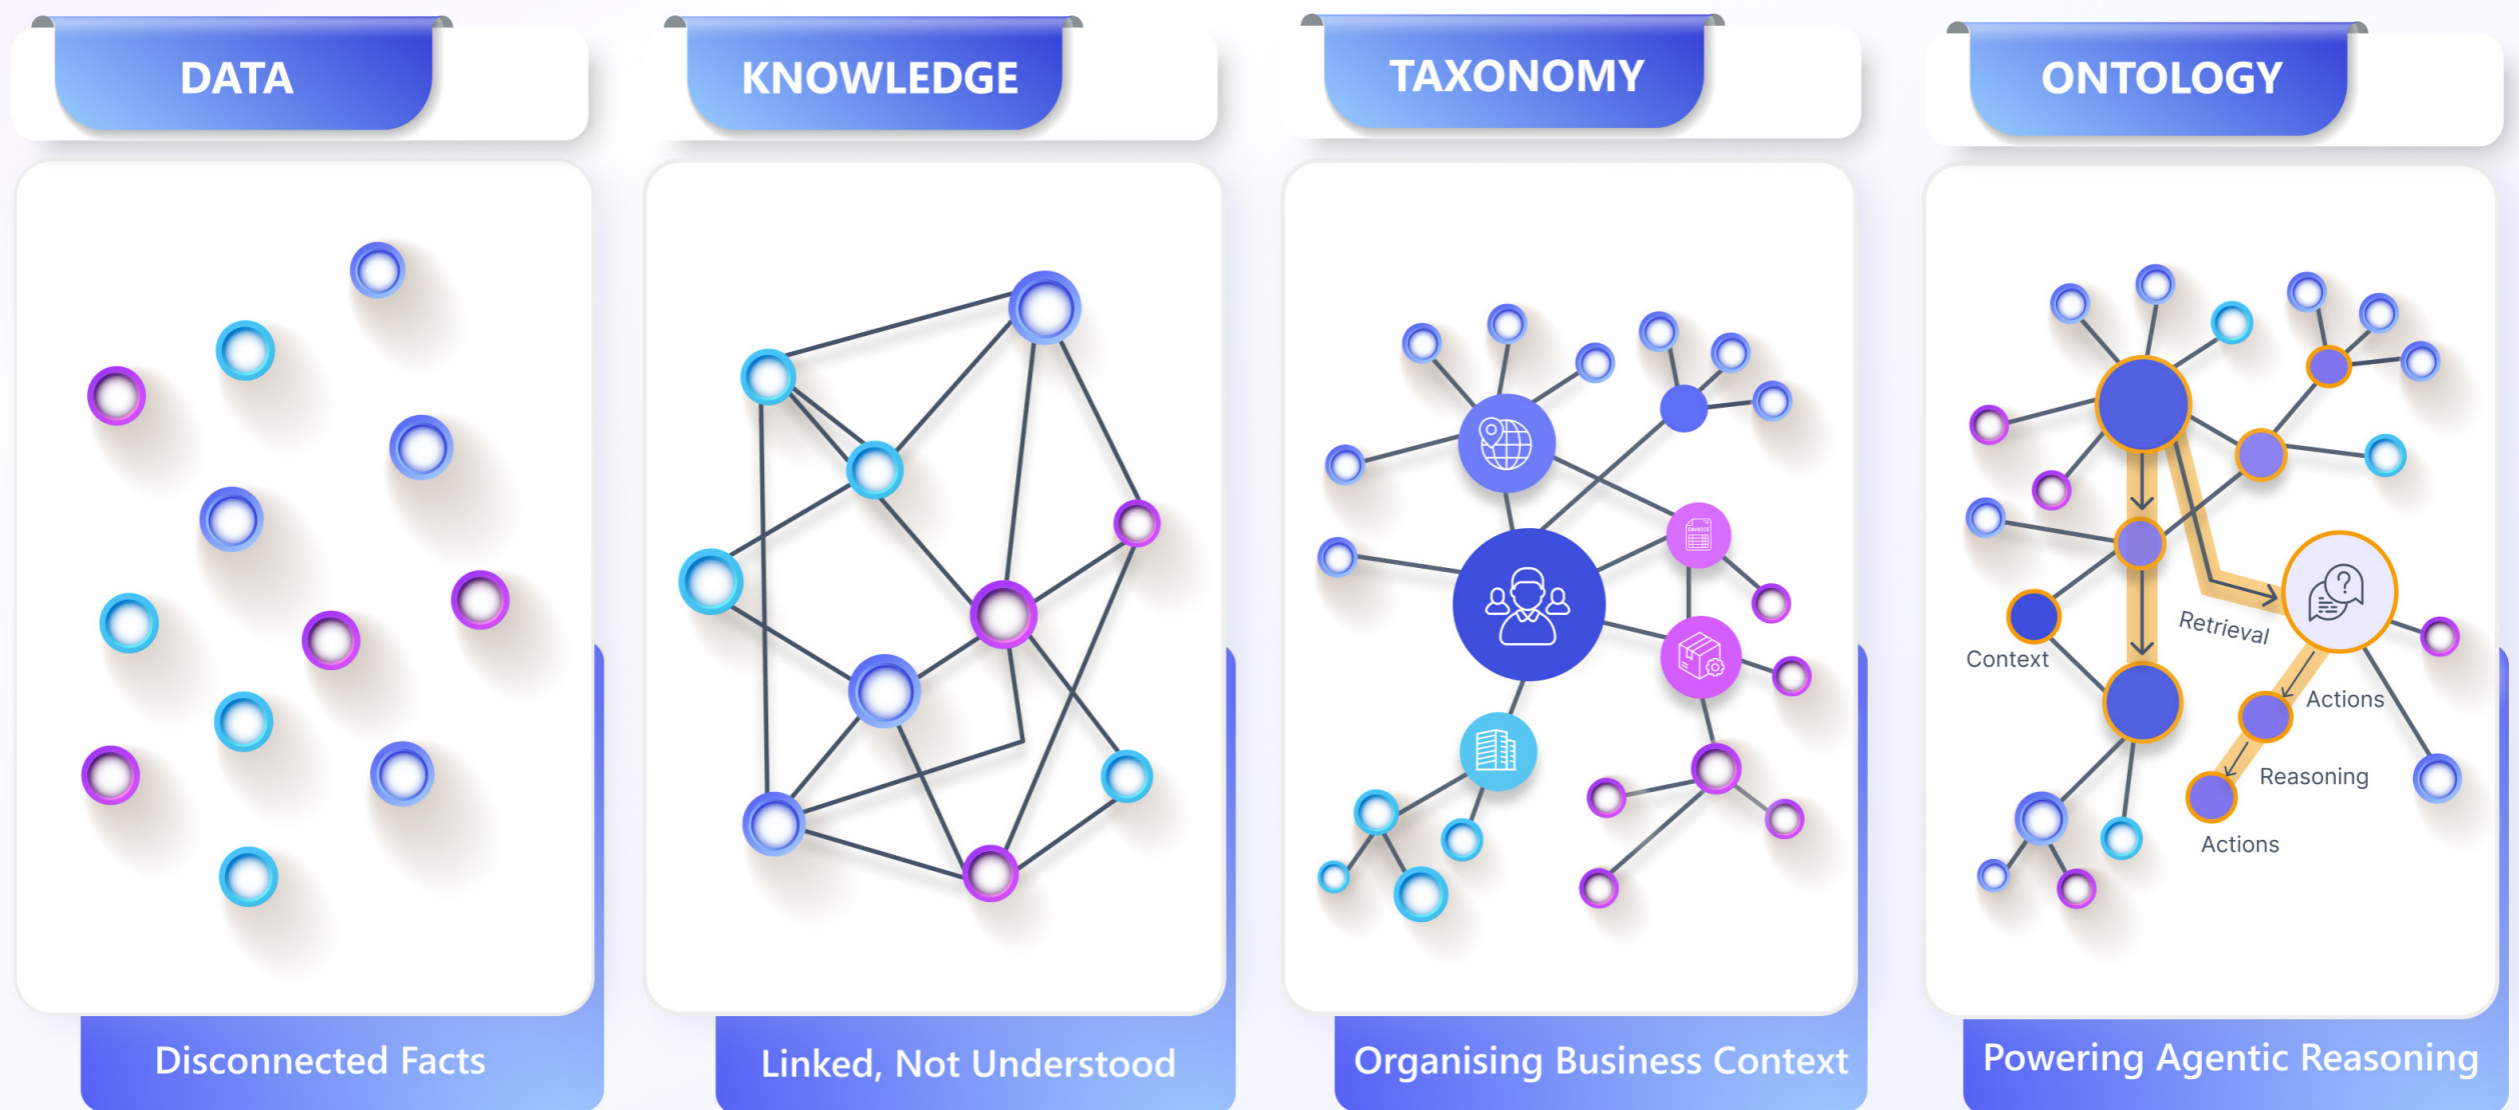 DATA
KNOWLEDGE
TAXONOMY
ONTOLOGY
INVOICE
Retrieval
Context
Actions
Reasoning
Actions
Disconnected Facts
Linked, Not Understood
Organising Business Context
Powering Agentic Reasoning